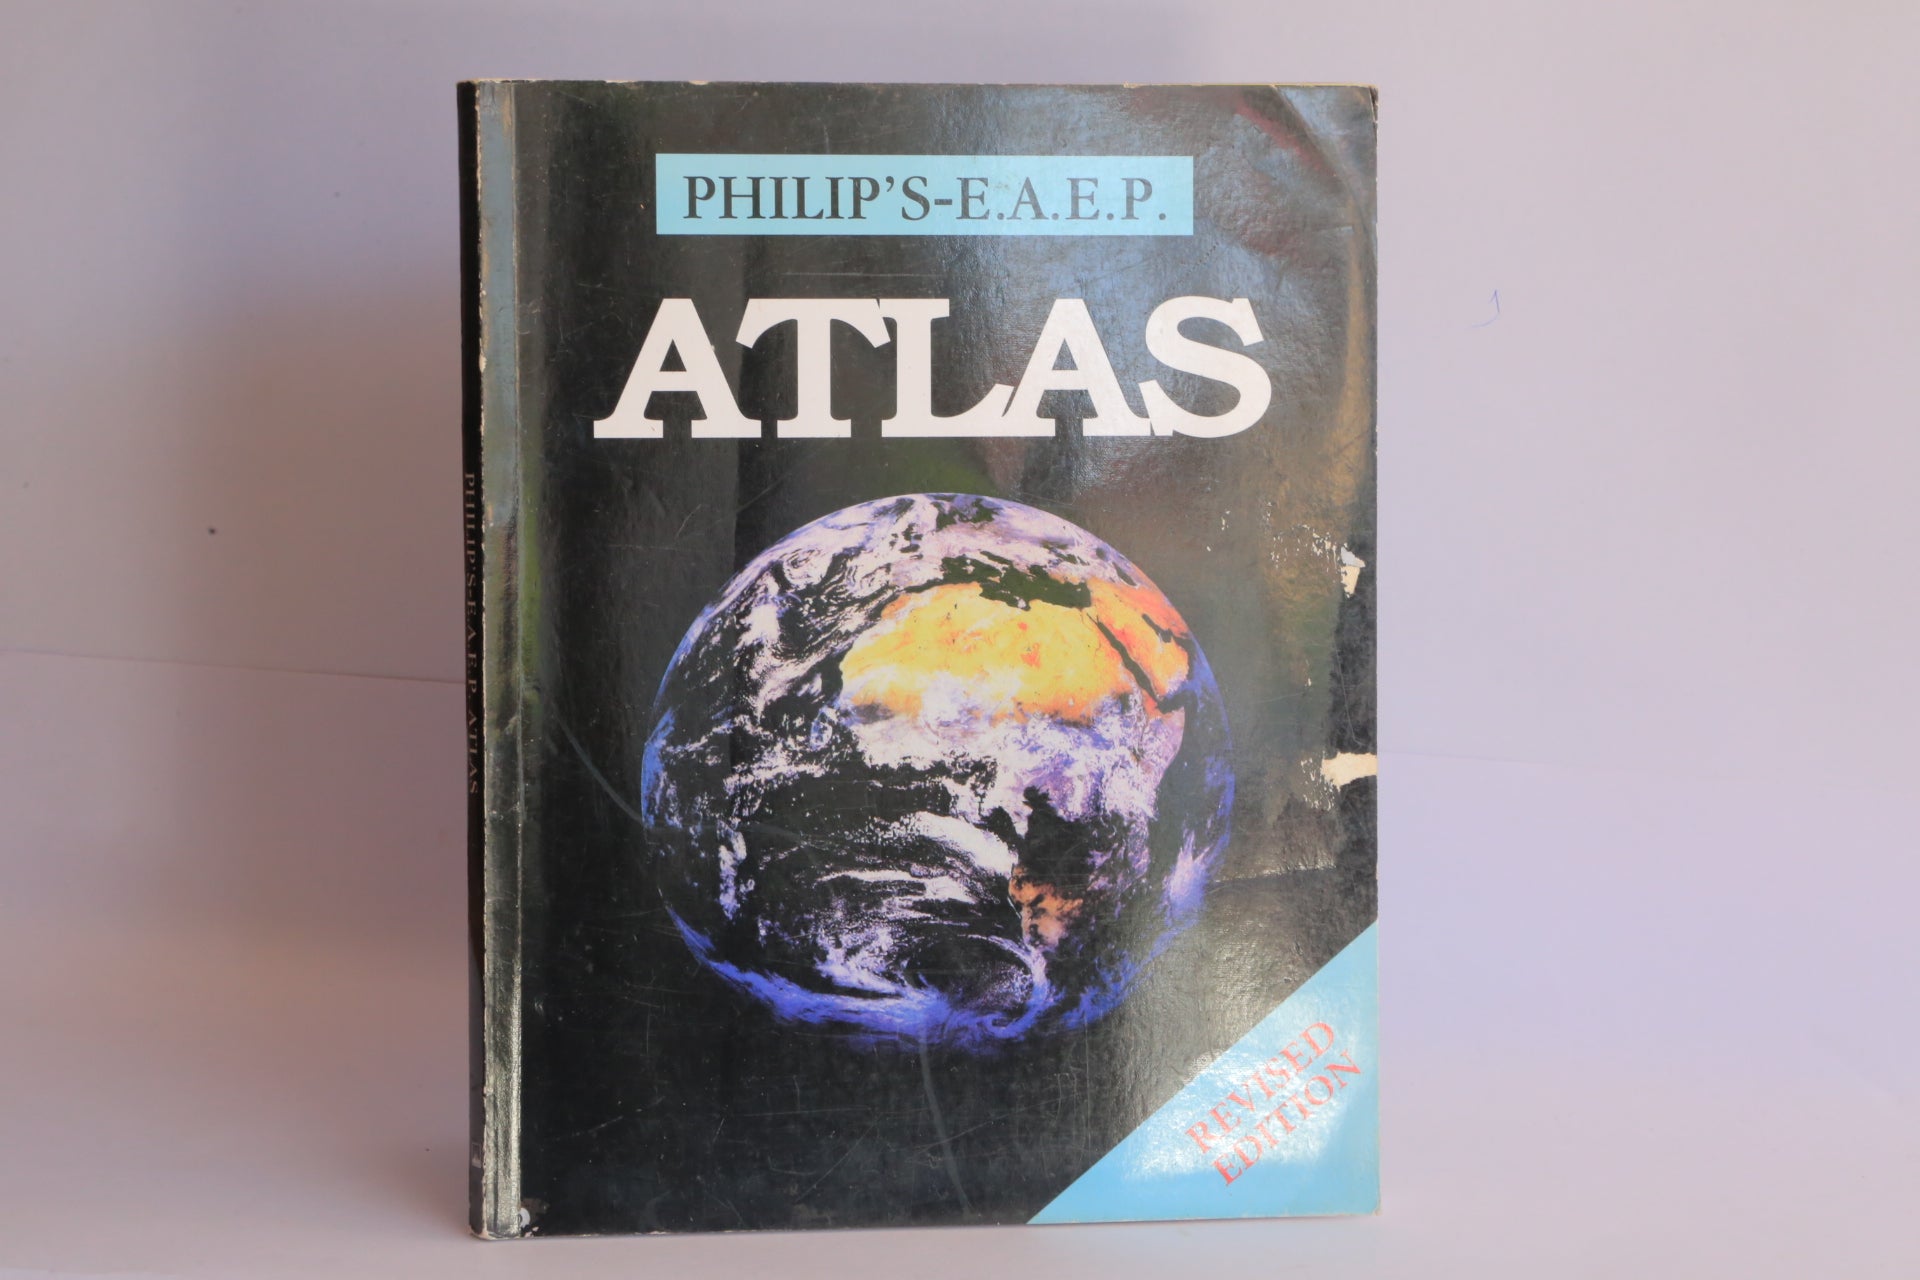 PHILIP'S-E.A.E.P.
ATLAS
REVISED
EDITION
PHILIP'S-E.A.E.P. ATLAS